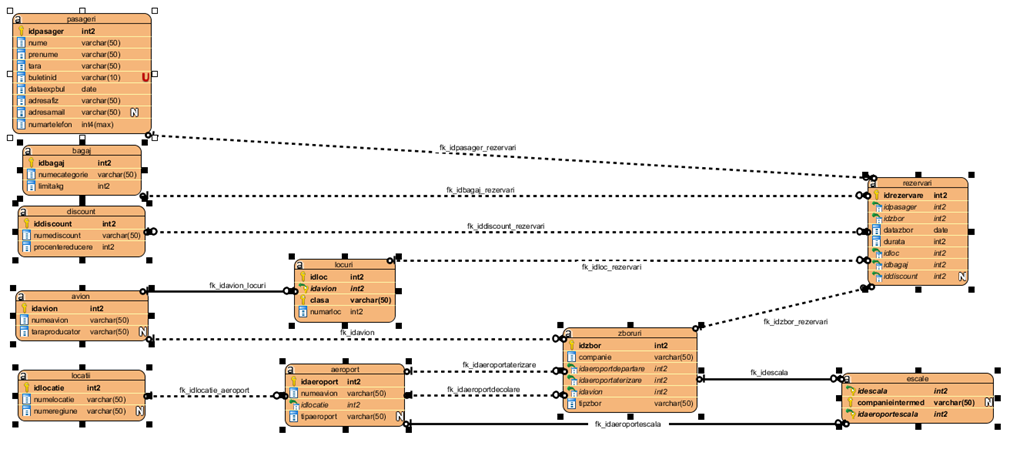 pasageri
idpasager int2
nume varchar(50)
prenume varchar(50)
tara varchar(50)
buletinid varchar(10) U
dataexpbul date
adresafiz varchar(50)
adresamail varchar(50) N
numartelefon int4(max)
fk_idpasager_rezervari
bagaj
idbagaj int2
numecategorie varchar(50)
limitakg int2
fk_idbagaj_rezervari
rezervari
idrezervare int2
idpasager int2
idzbor int2
datazbor date
durata int2
idloc int2
idbagaj int2
iddiscount int2 N
discount
iddiscount int2
numediscount varchar(50)
procentereducere int2
fk_iddiscount_rezervari
locuri
idloc int2
idavion int2
clasa varchar(50)
numarloc int2
fk_idloc_rezervari
fk_idavion_locuri
avion
idavion int2
numeavion varchar(50)
taraproducator varchar(50) N
fk_idavion
fk_idzbor_rezervari
zboruri
idzbor int2
companie varchar(50)
idaeroportdepartare int2
idaeroportaterizare int2
idavion int2
tipzbor varchar(50)
locatii
idlocatie int2
numelocatie varchar(50)
numeregiune varchar(50) N
fk_idlocatie_aeroport
aeroport
idaeroport int2
numeavion varchar(50)
idlocatie int2
tipaeroport varchar(50) N
fk_idaeroportaterizare
fk_idaeroportdecolare
fk_idescala
escale
idescala int2
companieintermed varchar(50) N
idaeroportescala int2
fk_idaeroportescala